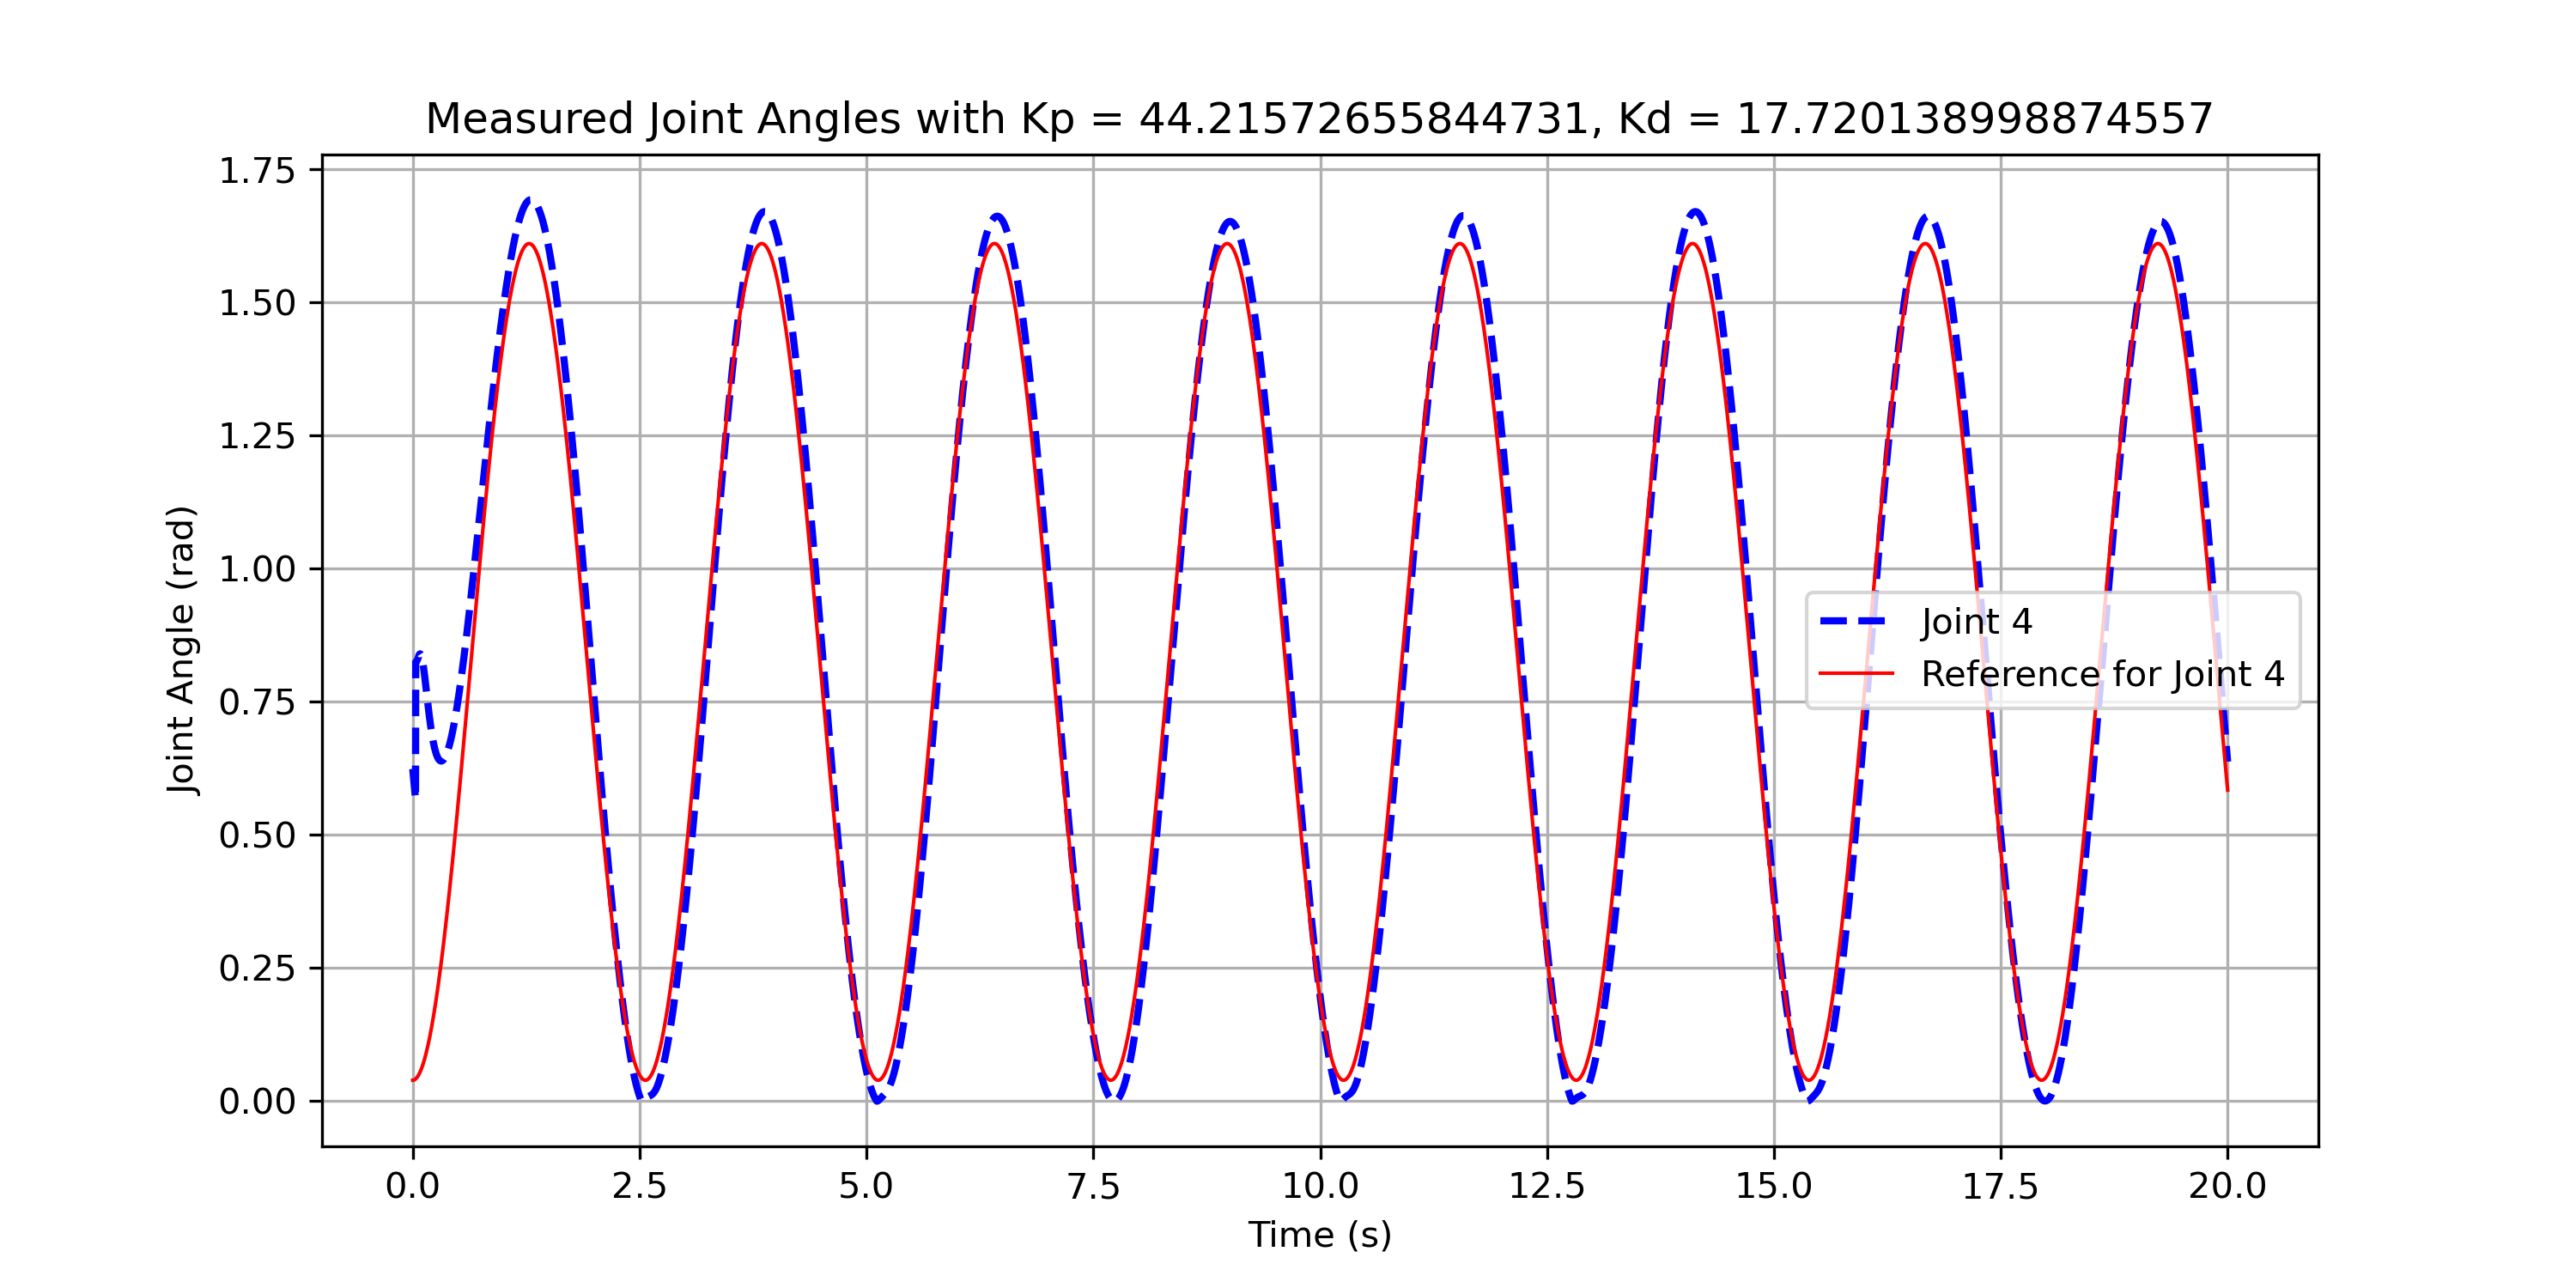 Measured Joint Angles with Kp = 44.21572655844731, Kd = 17.720138998874557
1.75
1.50
1.25
1.00
0.75
0.50
0.25
0.00
Joint Angle (rad)
Joint 4
Reference for Joint 4
0.0 2.5 5.0 7.5 10.0 12.5 15.0 17.5 20.0
Time (s)